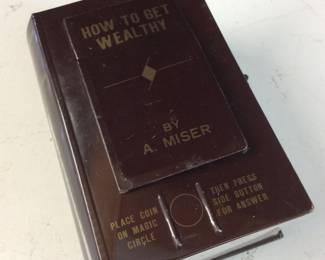 HOW TO GET
WEALTHY
BY
A. MISER
PLACE COIN
ON MAGIC
CIRCLE
THEN PRESS
SIDE BUTTON
FOR ANSWER